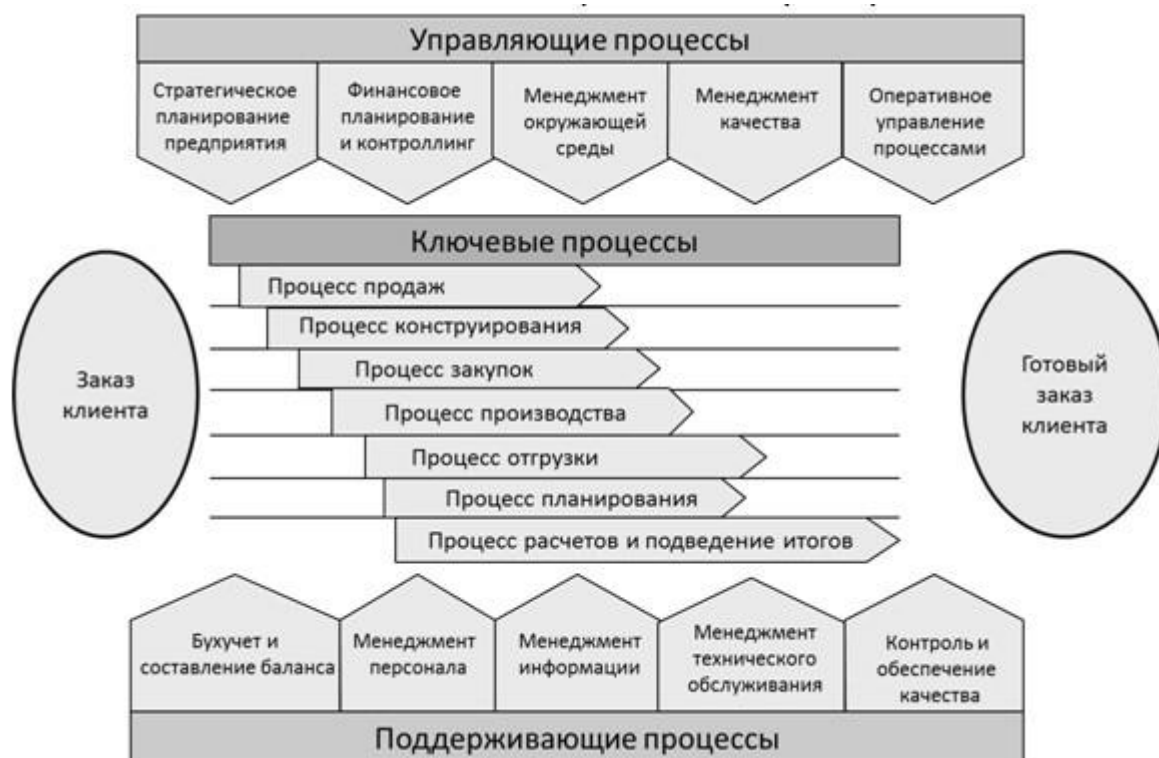 Управляющие процессы
Стратегическое
планирование
предприятия
Финансовое
планирование
и контроллинг
Менеджмент
окружающей
среды
Менеджмент
качества
Оперативное
управление
процессами
Ключевые процессы
Процесс продаж
Процесс конструирования
Процесс закупок
Процесс производства
Процесс отгрузки
Процесс планирования
Процесс расчетов и подведение итогов
Заказ
клиента
Готовый
заказ
клиента
Бухучет и
составление баланса
Менеджмент
персонала
Менеджмент
информации
Менеджмент
технического
обслуживания
Контроль и
обеспечение
качества
Поддерживающие процессы